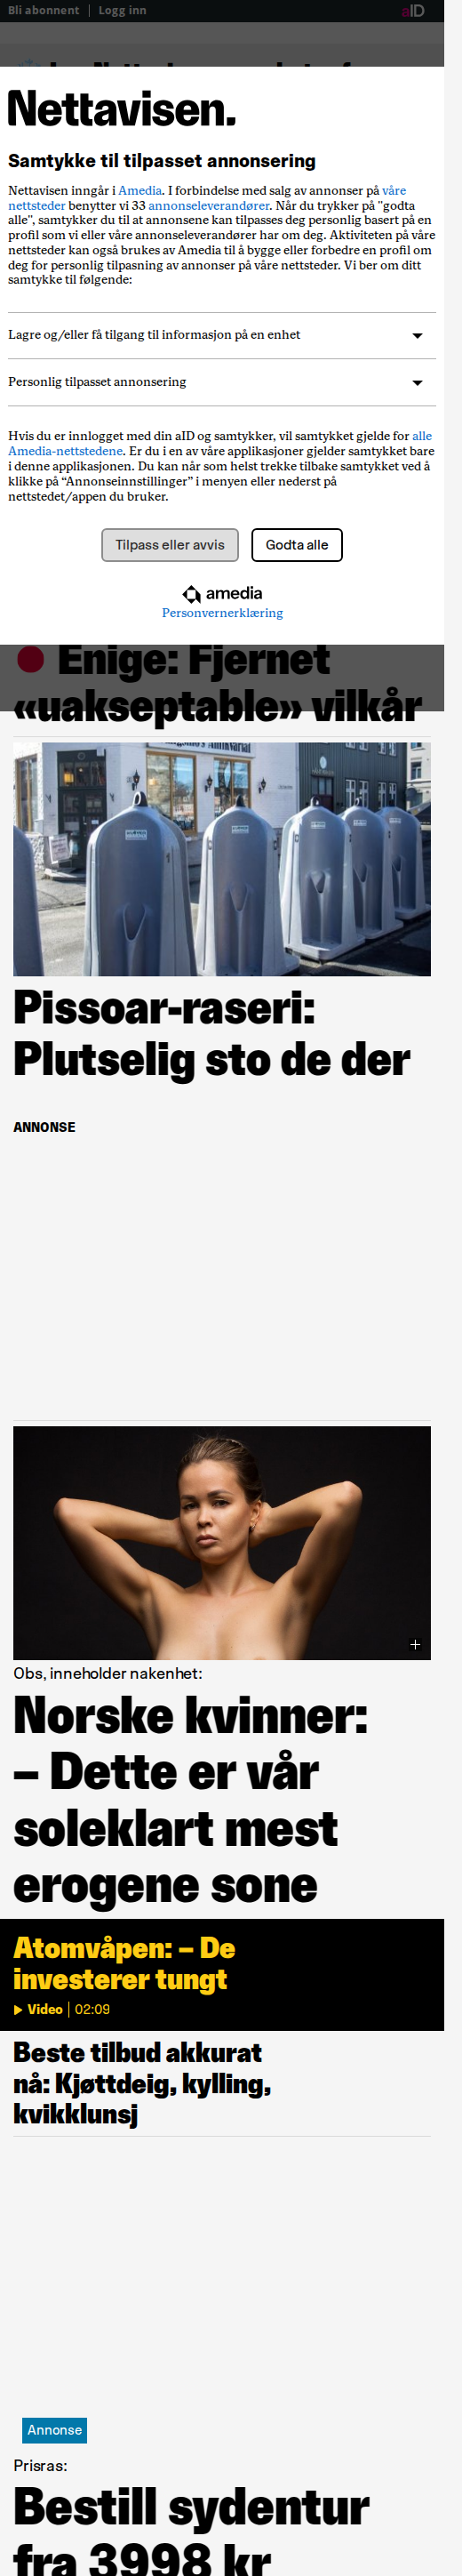 Bli abonnent | Logg inn
aID
Nettavisen.
Samtykke til tilpasset annonsering
Nettavisen inngår i Amedia. I forbindelse med salg av annonser på våre
nettsteder benytter vi 33 annonseleverandører. Når du trykker på "godta
alle", samtykker du til at annonsene kan tilpasses deg personlig basert på en
profil som vi eller våre annonseleverandører har om deg. Aktiviteten på våre
nettsteder kan også brukes av Amedia til å bygge eller forbedre en profil om
deg for personlig tilpasning av annonser på våre nettsteder. Vi ber om ditt
samtykke til følgende:
Lagre og/eller få tilgang til informasjon på en enhet
Personlig tilpasset annonsering
Hvis du er innlogget med din aID og samtykker, vil samtykket gjelde for alle
Amedia-nettstedene. Er du i en av våre applikasjoner gjelder samtykket bare
i denne applikasjonen. Du kan når som helst trekke tilbake samtykket ved å
klikke på “Annonseinnstillinger” i menyen eller nederst på
nettstedet/appen du bruker.
Tilpass eller avvis
Godta alle
amedia
Personvernerklæring
Enige: Fjernet
«uakseptable» vilkår
Pissoar-raseri:
Plutselig sto de der
ANNONSE
Obs, inneholder nakenhet:
Norske kvinner:
– Dette er vår
soleklart mest
erogene sone
Atomvåpen: – De
investerer tungt
Video | 02:09
Beste tilbud akkurat
nå: Kjøttdeig, kylling,
kvikklunsj
Annonse
Prisras:
Bestill sydentur
fra 3998 kr